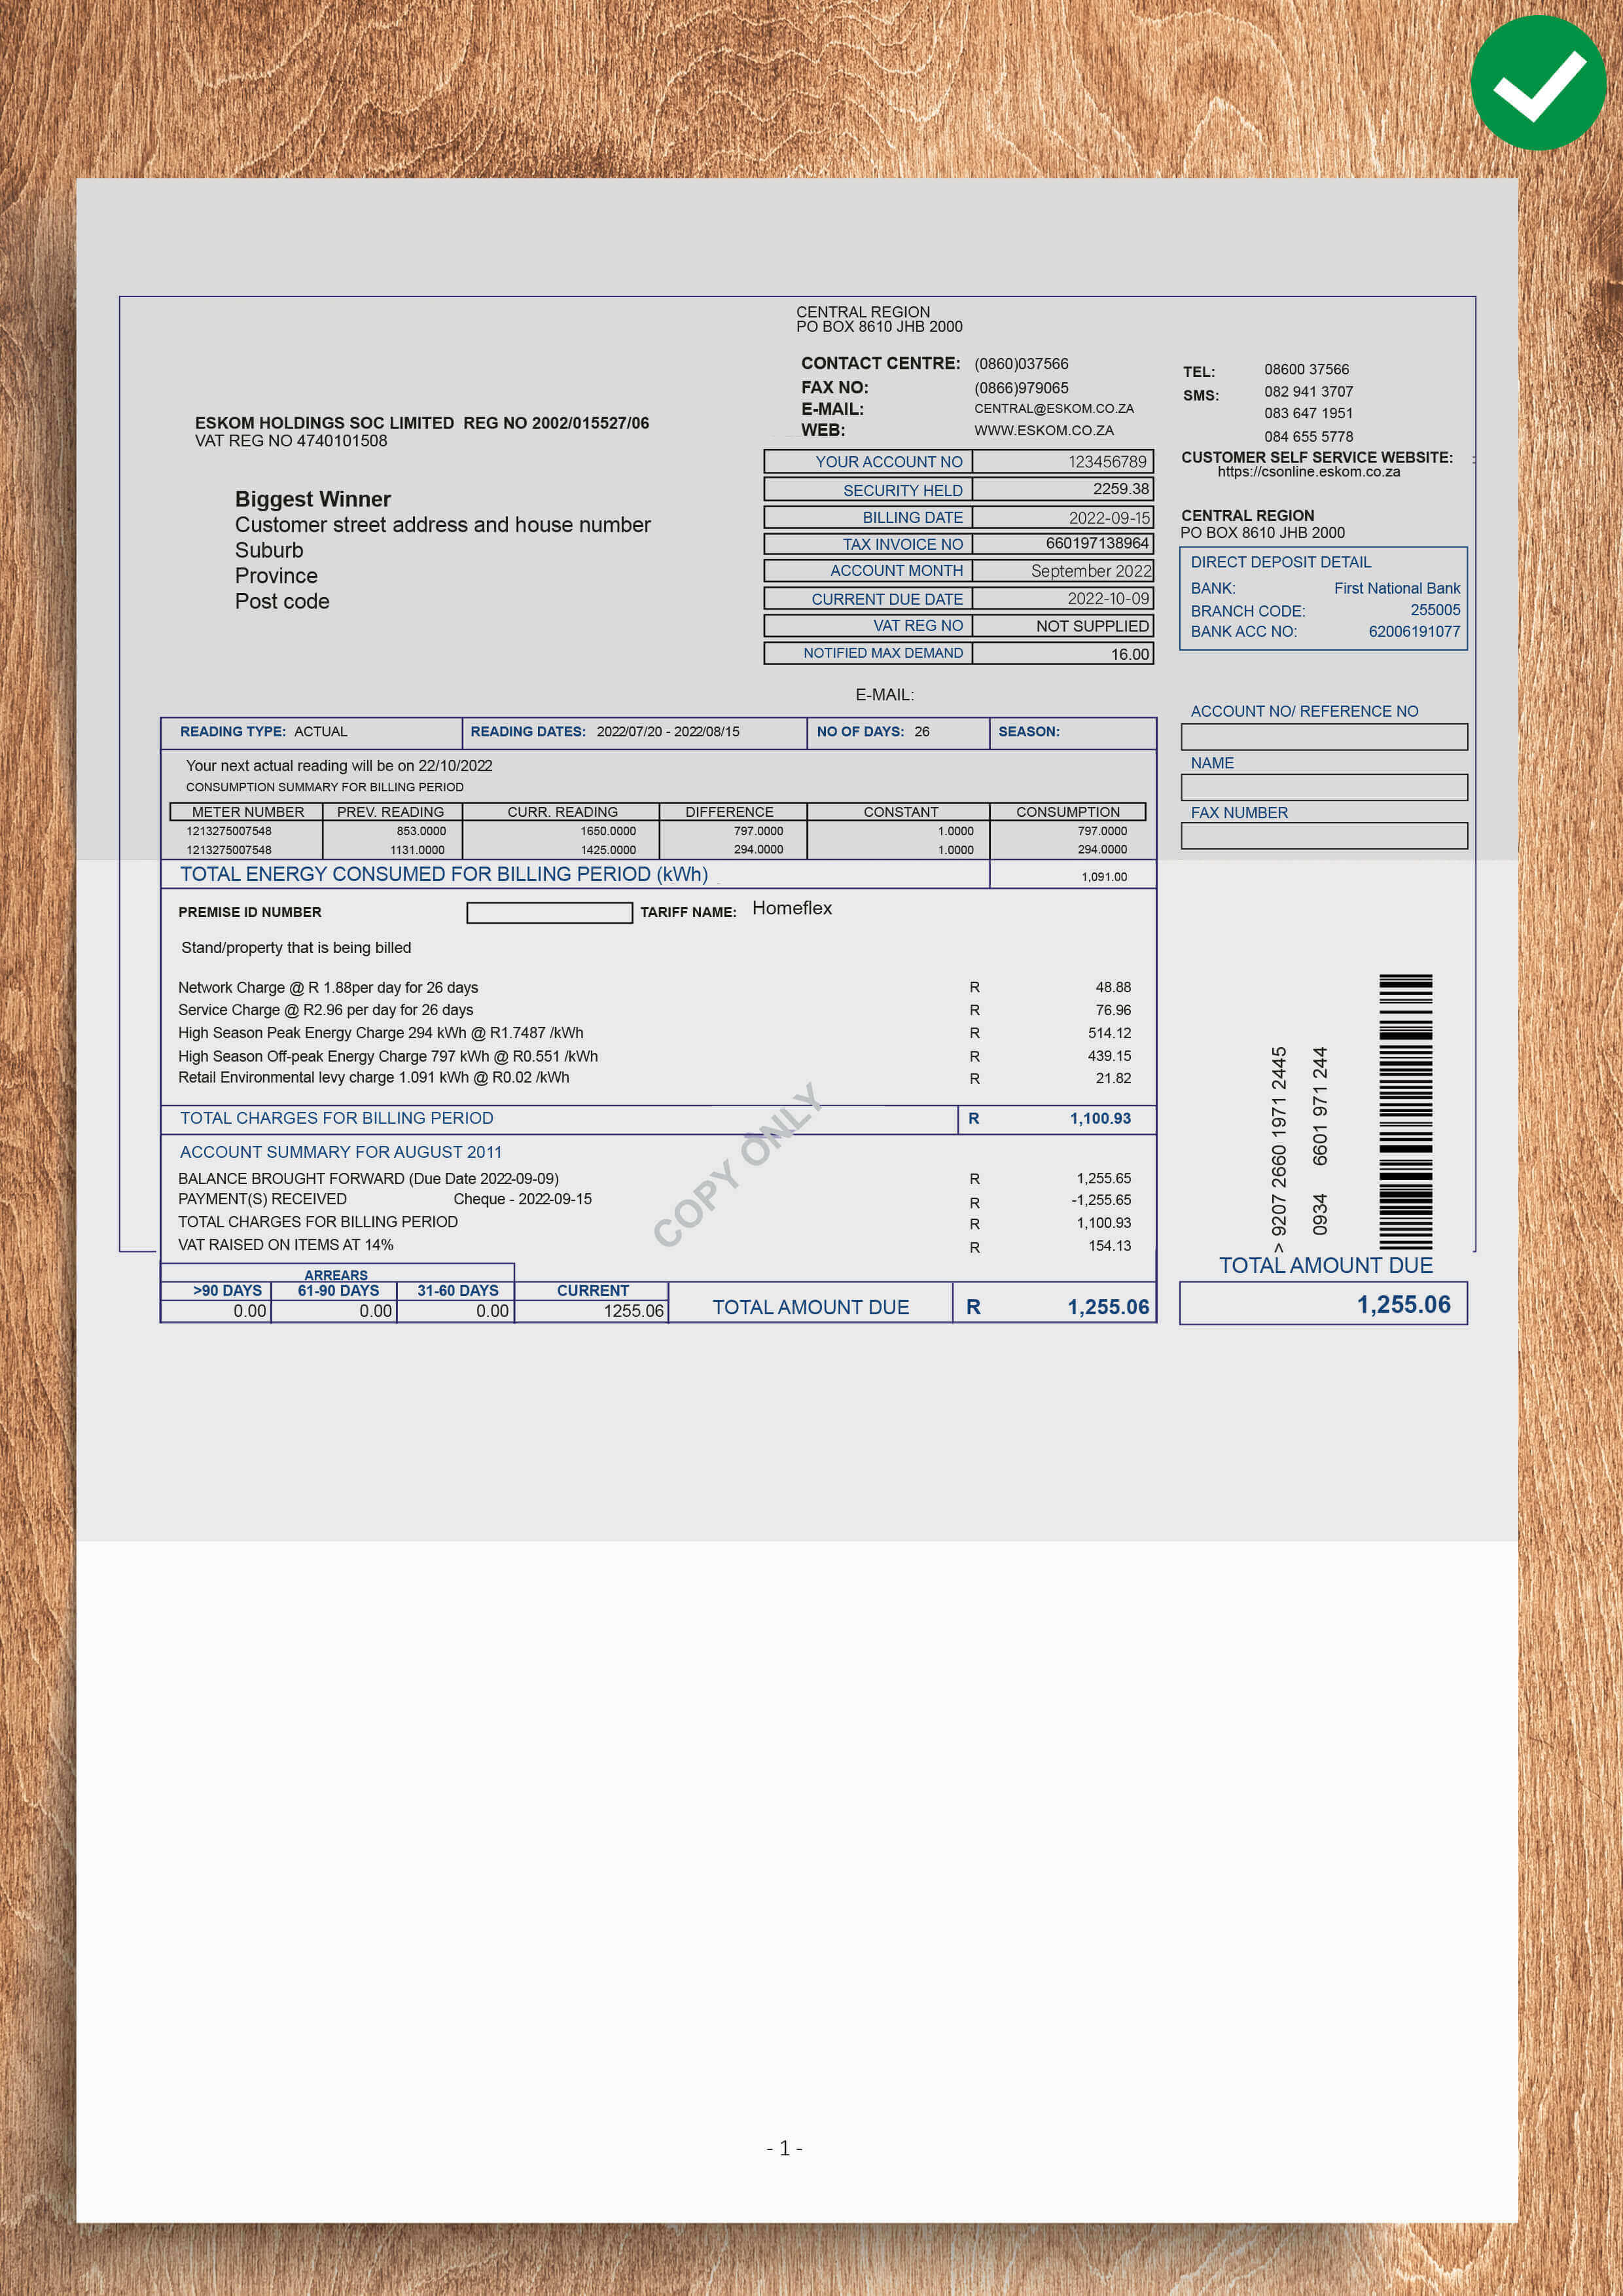 CENTRAL REGION
PO BOX 8610 JHB 2000
CONTACT CENTRE: (0860)037566
FAX NO: (0866)979065
E-MAIL: CENTRAL@ESKOM.CO.ZA
WEB: WWW.ESKOM.CO.ZA
TEL: 08600 37566
SMS: 082 941 3707
083 647 1951
084 655 5778
CUSTOMER SELF SERVICE WEBSITE:
https://csonline.eskom.co.za
ESKOM HOLDINGS SOC LIMITED REG NO 2002/015527/06
VAT REG NO 4740101508
Biggest Winner
Customer street address and house number
Suburb
Province
Post code
YOUR ACCOUNT NO 123456789
SECURITY HELD 2259.38
BILLING DATE 2022-09-15
TAX INVOICE NO 660197138964
ACCOUNT MONTH September 2022
CURRENT DUE DATE 2022-10-09
VAT REG NO NOT SUPPLIED
NOTIFIED MAX DEMAND 16.00
E-MAIL:
CENTRAL REGION
PO BOX 8610 JHB 2000
DIRECT DEPOSIT DETAIL
BANK: First National Bank
BRANCH CODE: 255005
BANK ACC NO: 62006191077
ACCOUNT NO/ REFERENCE NO
NAME
FAX NUMBER
READING TYPE: ACTUAL READING DATES: 2022/07/20 - 2022/08/15 NO OF DAYS: 26 SEASON:
Your next actual reading will be on 22/10/2022
CONSUMPTION SUMMARY FOR BILLING PERIOD
METER NUMBER PREV. READING CURR. READING DIFFERENCE CONSTANT CONSUMPTION
1213275007548 853.0000 1650.0000 797.0000 1.0000 797.0000
1213275007548 1131.0000 1425.0000 294.0000 1.0000 294.0000
TOTAL ENERGY CONSUMED FOR BILLING PERIOD (kWh) 1,091.00
PREMISE ID NUMBER TARIFF NAME: Homeflex
Stand/property that is being billed
Network Charge @ R 1.88per day for 26 days R 48.88
Service Charge @ R2.96 per day for 26 days R 76.96
High Season Peak Energy Charge 294 kWh @ R1.7487 /kWh R 514.12
High Season Off-peak Energy Charge 797 kWh @ R0.551 /kWh R 439.15
Retail Environmental levy charge 1.091 kWh @ R0.02 /kWh R 21.82
TOTAL CHARGES FOR BILLING PERIOD R 1,100.93
ACCOUNT SUMMARY FOR AUGUST 2011
BALANCE BROUGHT FORWARD (Due Date 2022-09-09) R 1,255.65
PAYMENT(S) RECEIVED Cheque - 2022-09-15 R -1,255.65
TOTAL CHARGES FOR BILLING PERIOD R 1,100.93
VAT RAISED ON ITEMS AT 14% R 154.13
COPY ONLY
ARREARS
>90 DAYS 61-90 DAYS 31-60 DAYS CURRENT
0.00 0.00 0.00 1255.06
TOTAL AMOUNT DUE R 1,255.06
> 9207 2660 1971 2445
0934 6601 971 244
TOTAL AMOUNT DUE
1,255.06
- 1 -